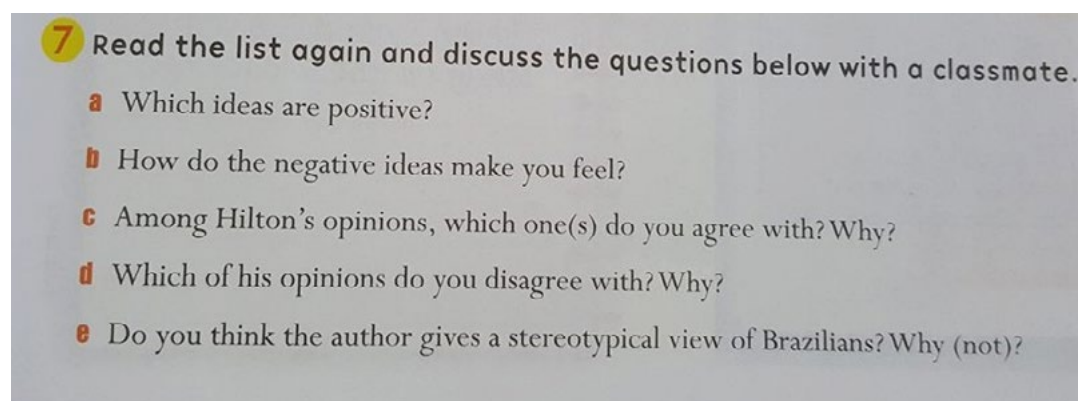 7 Read the list again and discuss the questions below with a classmate.
a Which ideas are positive?
b How do the negative ideas make you feel?
c Among Hilton's opinions, which one(s) do you agree with? Why?
d Which of his opinions do you disagree with? Why?
e Do you think the author gives a stereotypical view of Brazilians? Why (not)?